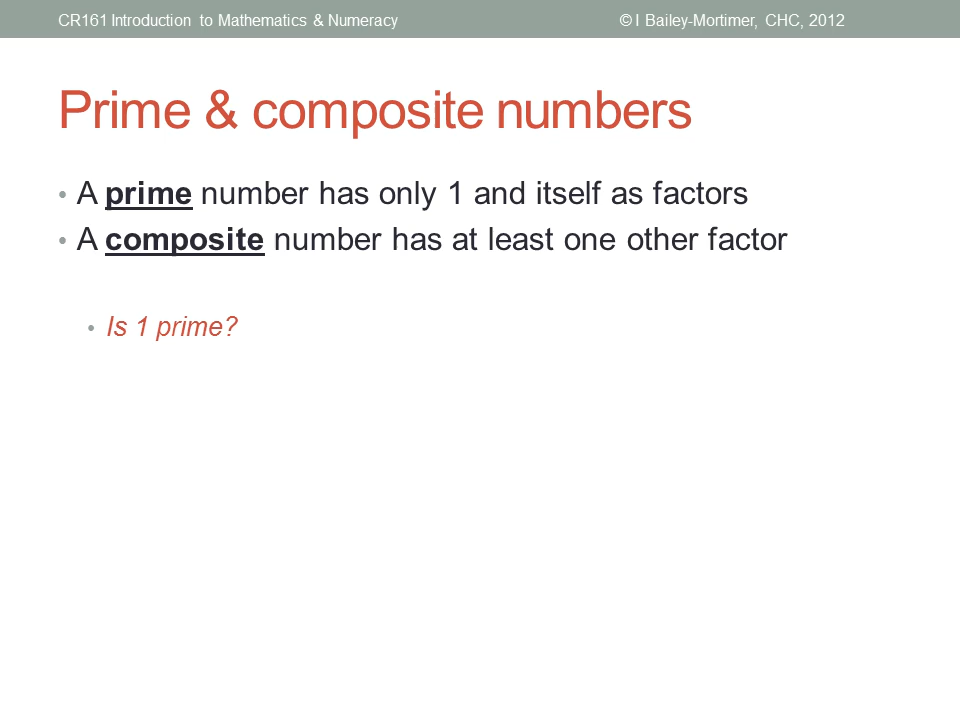 CR161 Introduction to Mathematics & Numeracy © I Bailey-Mortimer, CHC, 2012
Prime & composite numbers
• A prime number has only 1 and itself as factors
• A composite number has at least one other factor
• Is 1 prime?